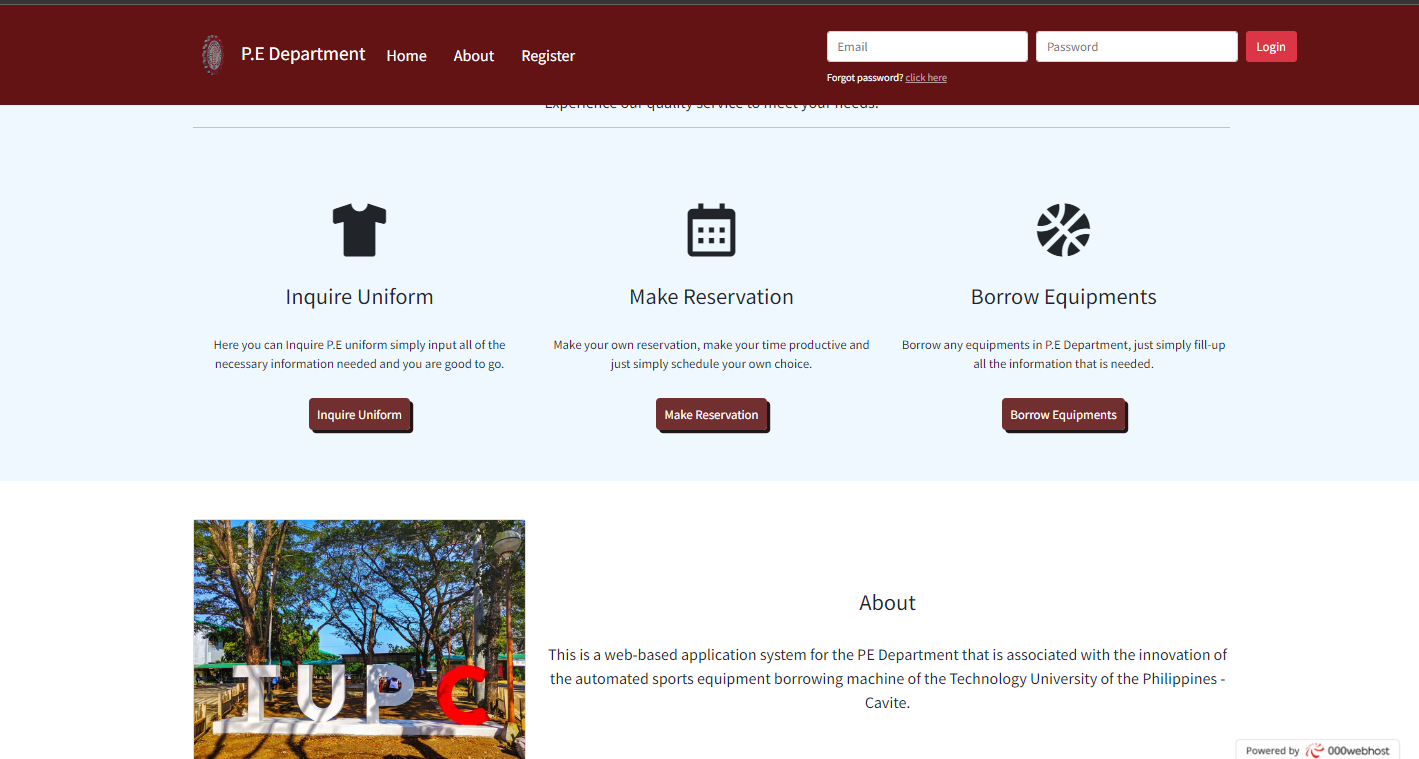 P.E Department
Home
About
Register
Email
Password
Login
Forgot password? click here
Experience our quality service to meet your needs.
Inquire Uniform
Make Reservation
Borrow Equipments
Here you can Inquire P.E uniform simply input all of the
necessary information needed and you are good to go.
Make your own reservation, make your time productive and
just simply schedule your own choice.
Borrow any equipments in P.E Department, just simply fill-up
all the information that is needed.
Inquire Uniform
Make Reservation
Borrow Equipments
TUPC
About
This is a web-based application system for the PE Department that is associated with the innovation of
the automated sports equipment borrowing machine of the Technology University of the Philippines -
Cavite.
Powered by 000webhost